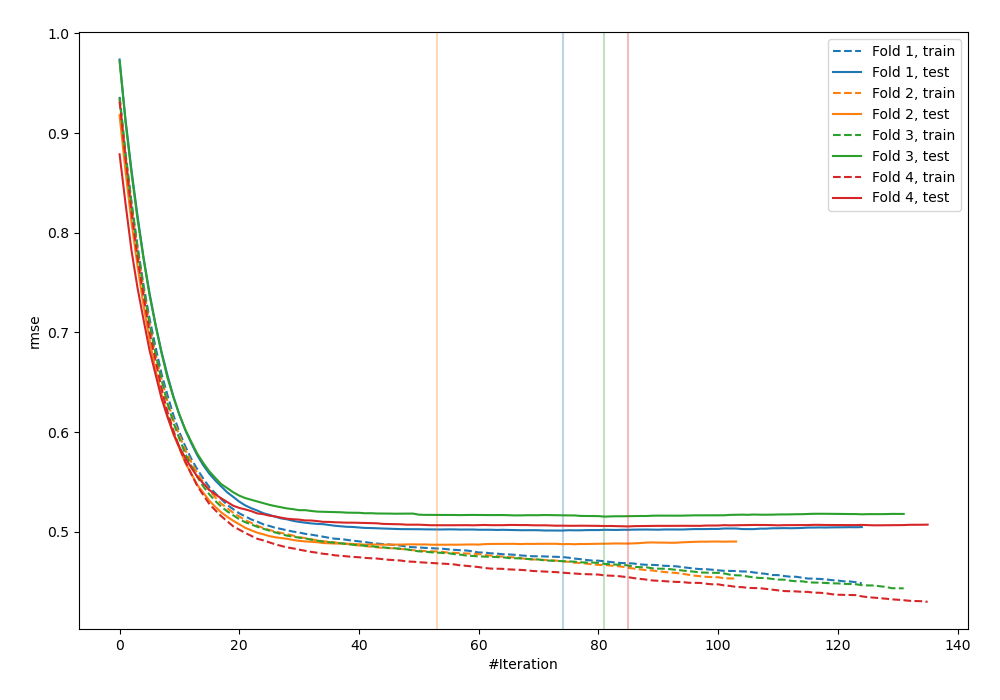 1.0
0.9
0.8
0.7
0.6
0.5
rmse
0 20 40 60 80 100 120 140
#Iteration
Fold 1, train
Fold 1, test
Fold 2, train
Fold 2, test
Fold 3, train
Fold 3, test
Fold 4, train
Fold 4, test